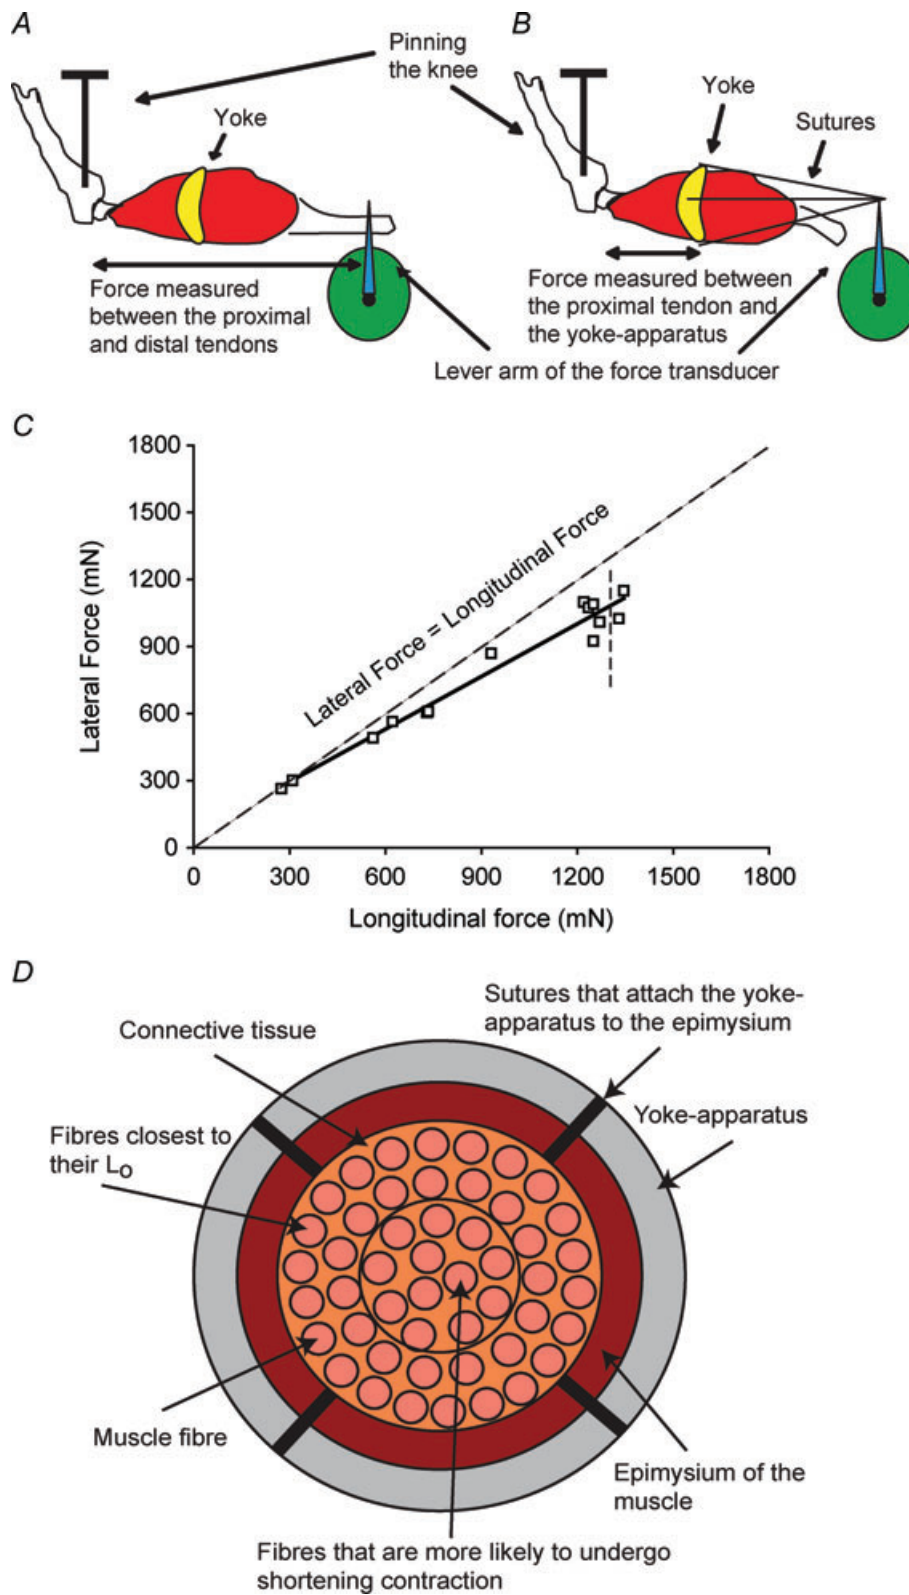 A
B
Pinning
the knee
Yoke
Yoke
Sutures
Force measured
between the proximal
and distal tendons
Force measured between
the proximal tendon and
the yoke-apparatus
Lever arm of the force transducer
C
1800
1500
1200
900
600
300
0
Lateral Force (mN)
Lateral Force = Longitudinal Force
0 300 600 900 1200 1500 1800
Longitudinal force (mN)
D
Sutures that attach the yoke-
apparatus to the epimysium
Connective tissue
Yoke-apparatus
Fibres closest to
their Lo
Muscle fibre
Epimysium of the
muscle
Fibres that are more likely to undergo
shortening contraction